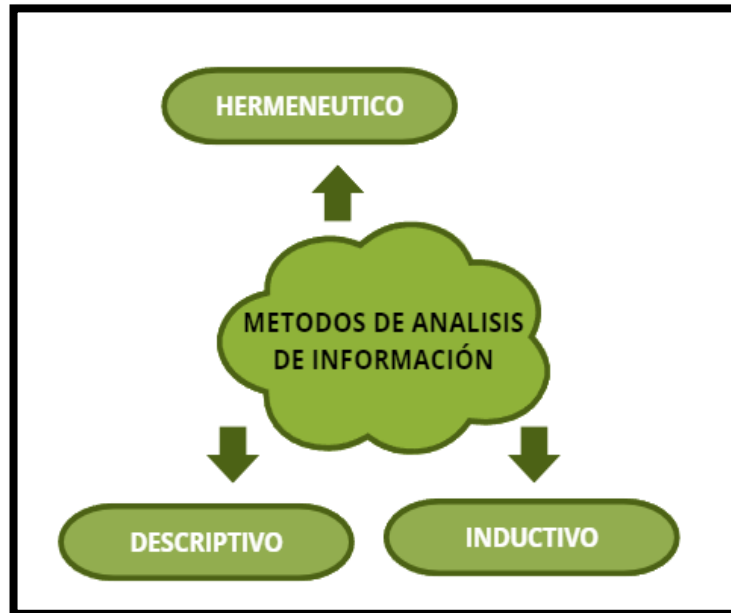 HERMENEUTICO
METODOS DE ANALISIS
DE INFORMACIÓN
DESCRIPTIVO
INDUCTIVO